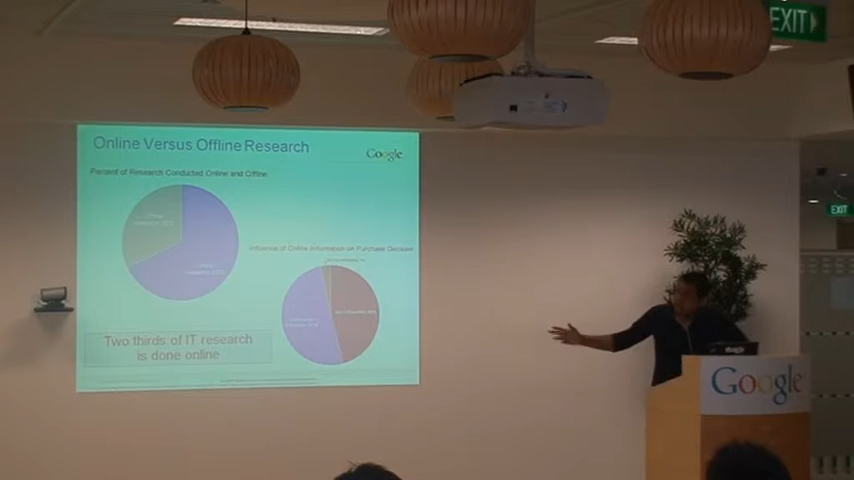 EXIT
Online Versus Offline Research
Google
Percent of Research Conducted Online and Offline
EXIT
Influence of Online Information on Purchase Decision
Two thirds of IT research
is done online
Google